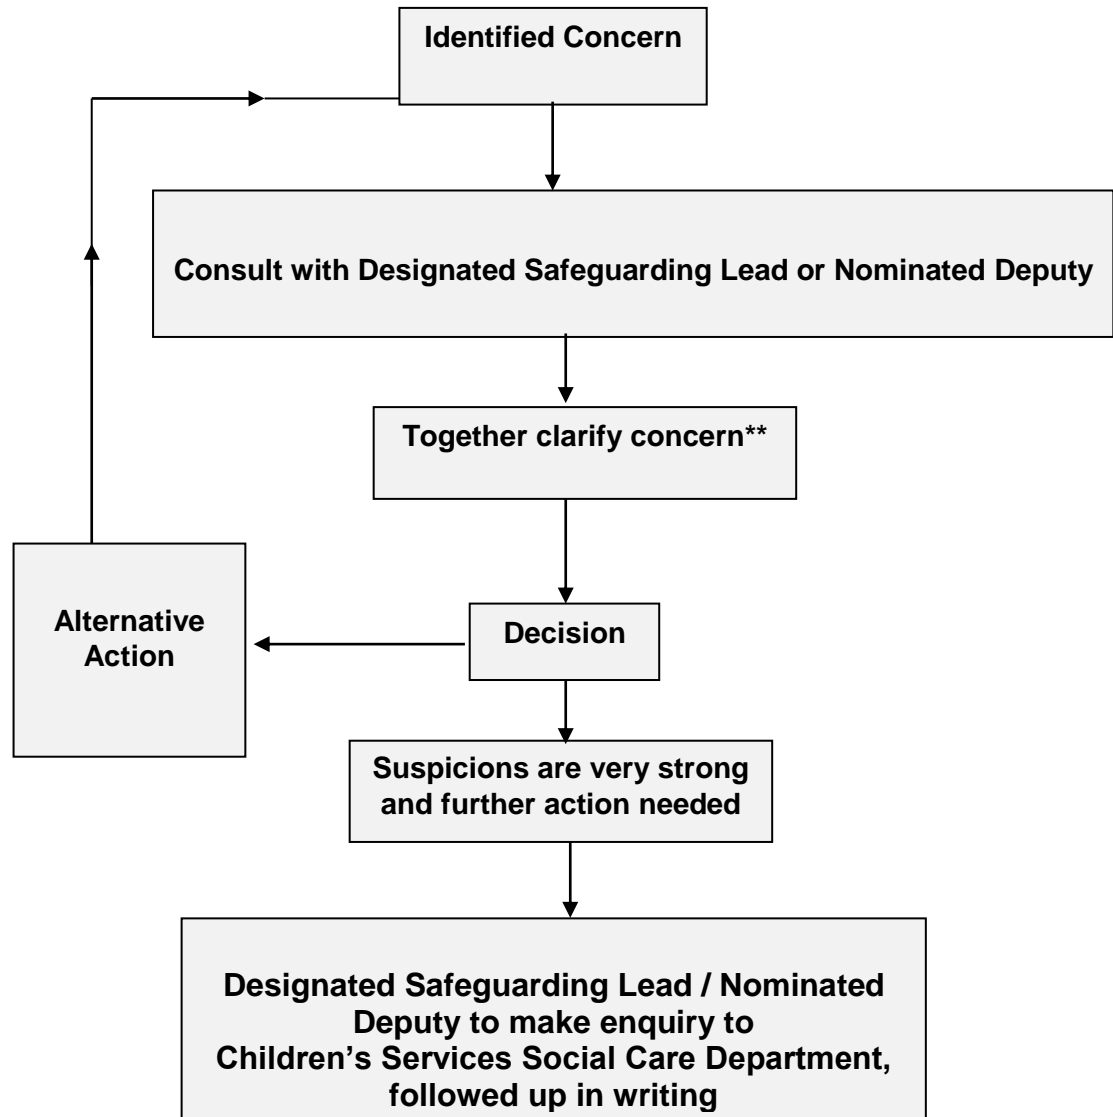 Identified Concern
Consult with Designated Safeguarding Lead or Nominated Deputy
Together clarify concern**
Alternative
Action
Decision
Suspicions are very strong
and further action needed
Designated Safeguarding Lead / Nominated
Deputy to make enquiry to
Children’s Services Social Care Department,
followed up in writing